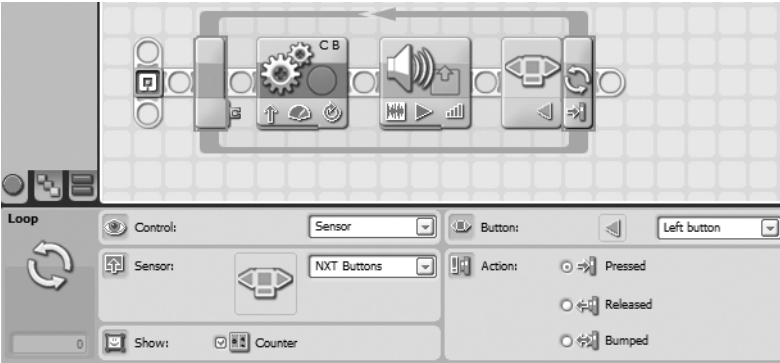 C B
Loop
0
Control:
Sensor
Sensor:
NXT Buttons
Show:
Counter
Button:
Left button
Action:
Pressed
Released
Bumped